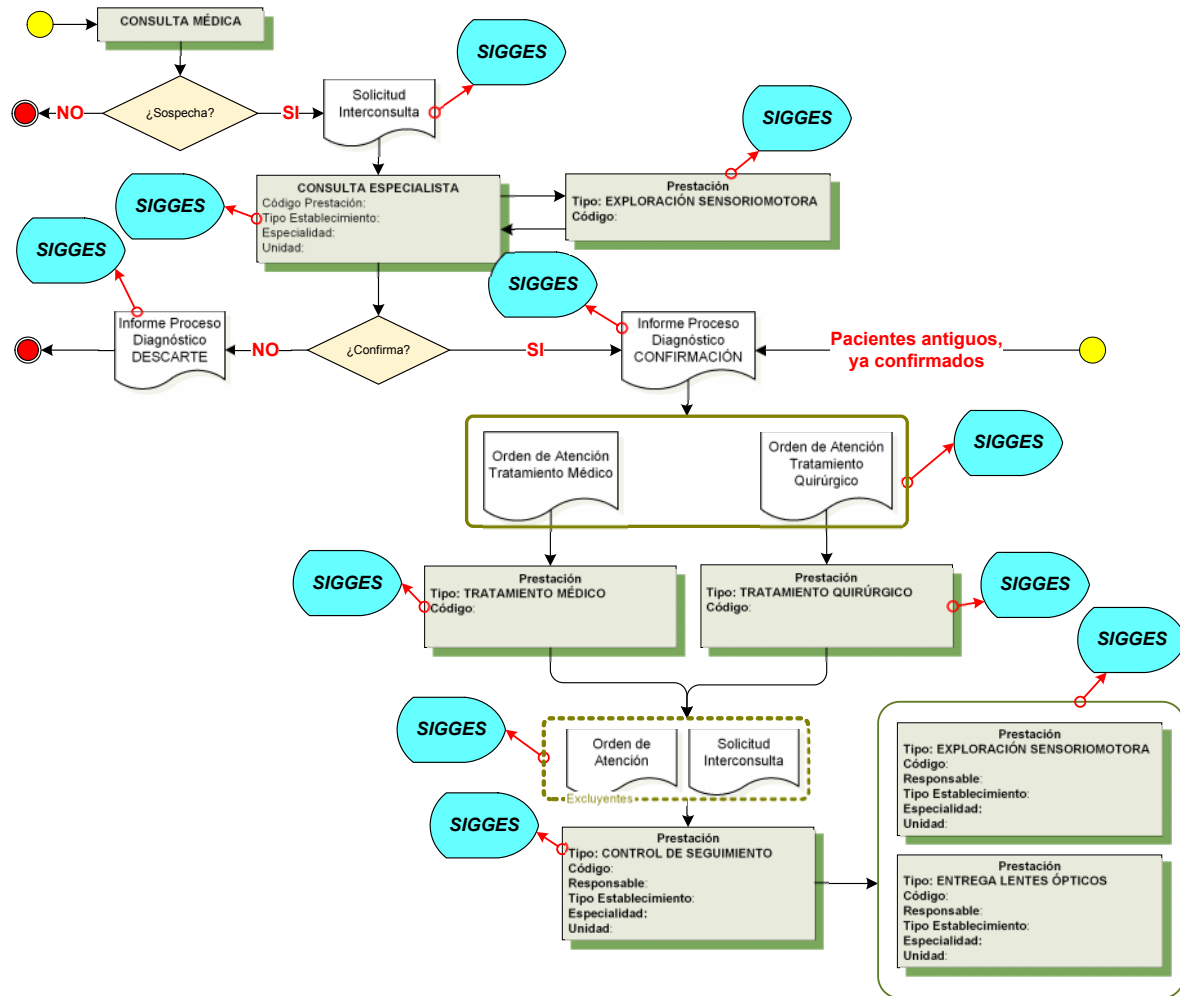 CONSULTA MÉDICA
SIGGES
¿Sospecha?
NO
SI
Solicitud
Interconsulta
SIGGES
CONSULTA ESPECIALISTA
Código Prestación:
Tipo Establecimiento:
Especialidad:
Unidad:
SIGGES
Prestación
Tipo: EXPLORACIÓN SENSORIOMOTORA
Código:
SIGGES
SIGGES
Informe Proceso
Diagnóstico
DESCARTE
NO
¿Confirma?
SI
Informe Proceso
Diagnóstico
CONFIRMACIÓN
Pacientes antiguos,
ya confirmados
Orden de Atención
Tratamiento Médico
Orden de Atención
Tratamiento
Quirúrgico
SIGGES
SIGGES
Prestación
Tipo: TRATAMIENTO MÉDICO
Código:
Prestación
Tipo: TRATAMIENTO QUIRÚRGICO
Código:
SIGGES
SIGGES
SIGGES
Orden de
Atención
Solicitud
Interconsulta
Excluyentes
SIGGES
Prestación
Tipo: CONTROL DE SEGUIMIENTO
Código:
Responsable:
Tipo Establecimiento:
Especialidad:
Unidad:
Prestación
Tipo: EXPLORACIÓN SENSORIOMOTORA
Código:
Responsable:
Tipo Establecimiento:
Especialidad:
Unidad:
Prestación
Tipo: ENTREGA LENTES ÓPTICOS
Código:
Responsable:
Tipo Establecimiento:
Especialidad:
Unidad: